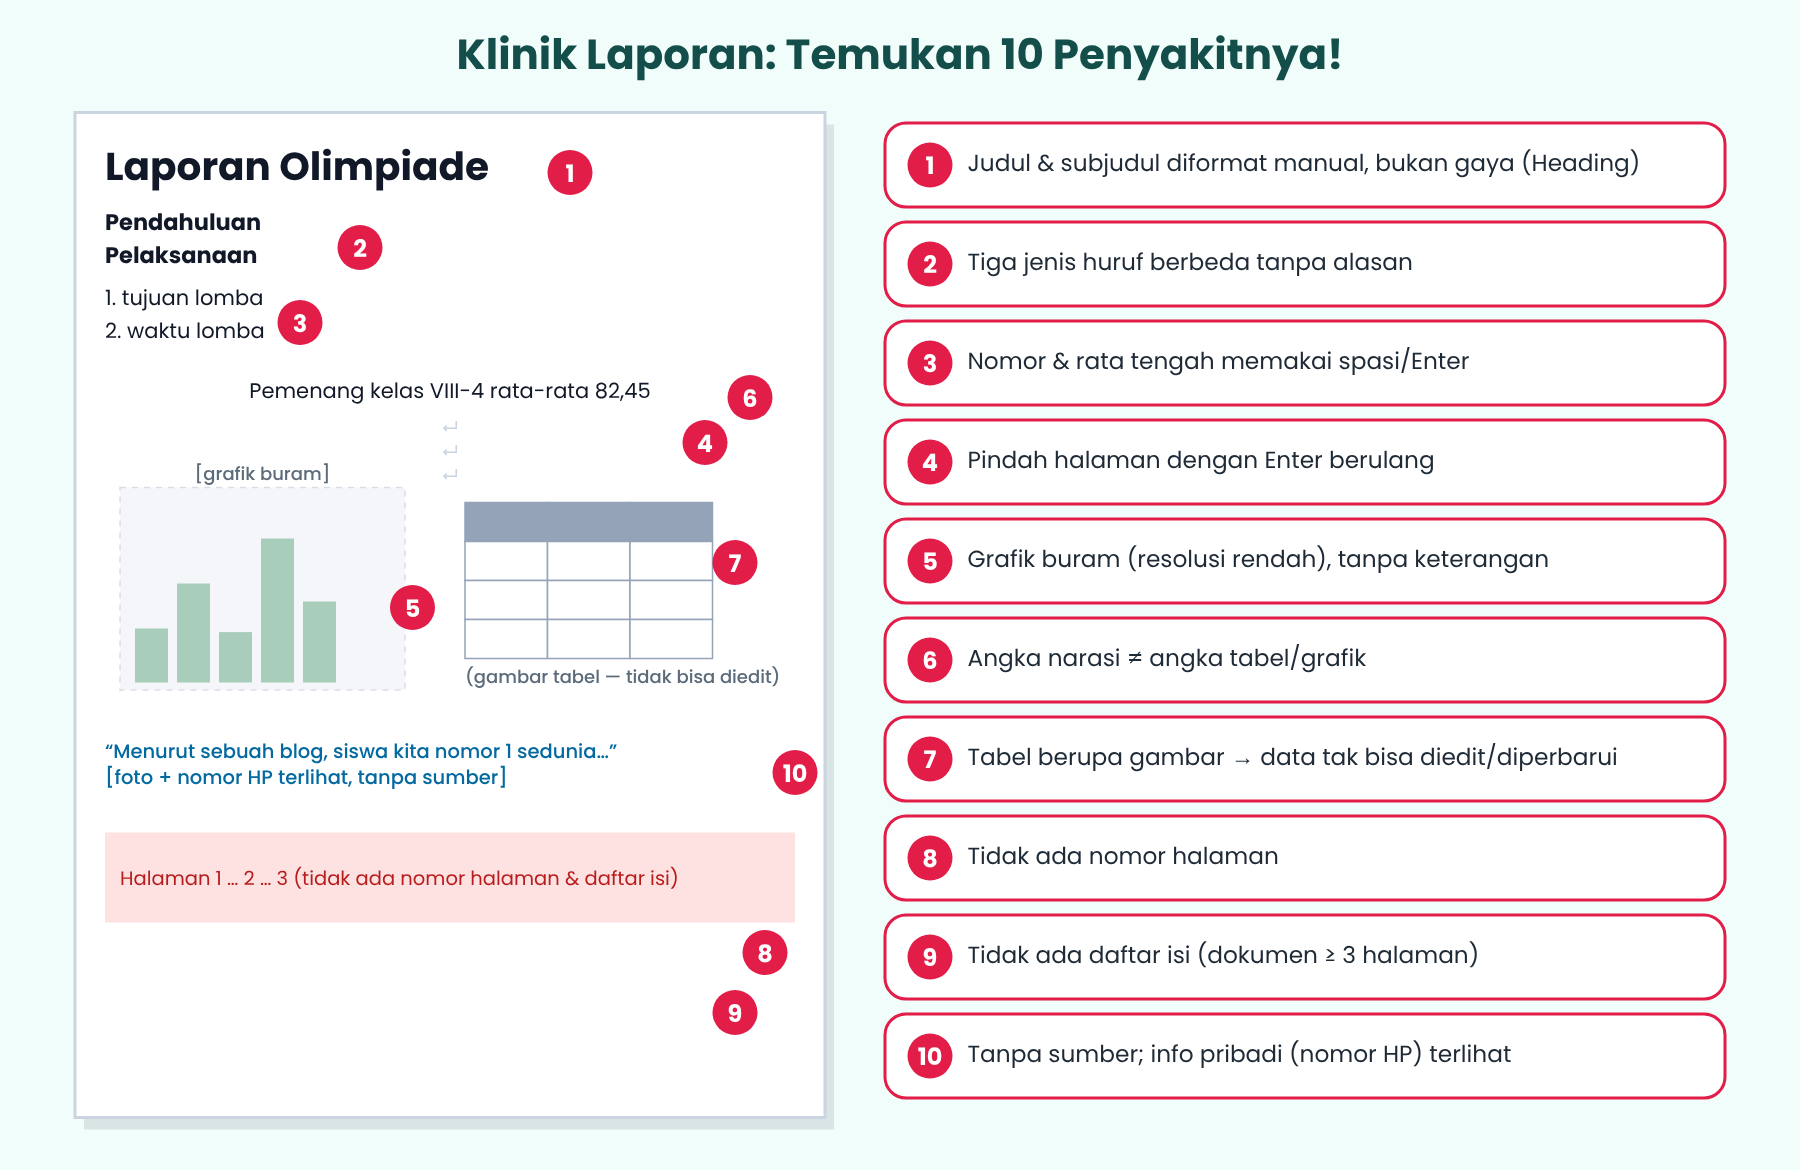 Klinik Laporan: Temukan 10 Penyakitnya!
Laporan Olimpiade
1
Pendahuluan
Pelaksanaan
2
1. tujuan lomba
2. waktu lomba
3
Pemenang kelas VIII-4 rata-rata 82,45
6
4
[grafik buram]
5
7
(gambar tabel — tidak bisa diedit)
“Menurut sebuah blog, siswa kita nomor 1 sedunia...”
[foto + nomor HP terlihat, tanpa sumber]
10
Halaman 1 ... 2 ... 3 (tidak ada nomor halaman & daftar isi)
8
9
1 Judul & subjudul diformat manual, bukan gaya (Heading)
2 Tiga jenis huruf berbeda tanpa alasan
3 Nomor & rata tengah memakai spasi/Enter
4 Pindah halaman dengan Enter berulang
5 Grafik buram (resolusi rendah), tanpa keterangan
6 Angka narasi ≠ angka tabel/grafik
7 Tabel berupa gambar → data tak bisa diedit/diperbarui
8 Tidak ada nomor halaman
9 Tidak ada daftar isi (dokumen ≥ 3 halaman)
10 Tanpa sumber; info pribadi (nomor HP) terlihat